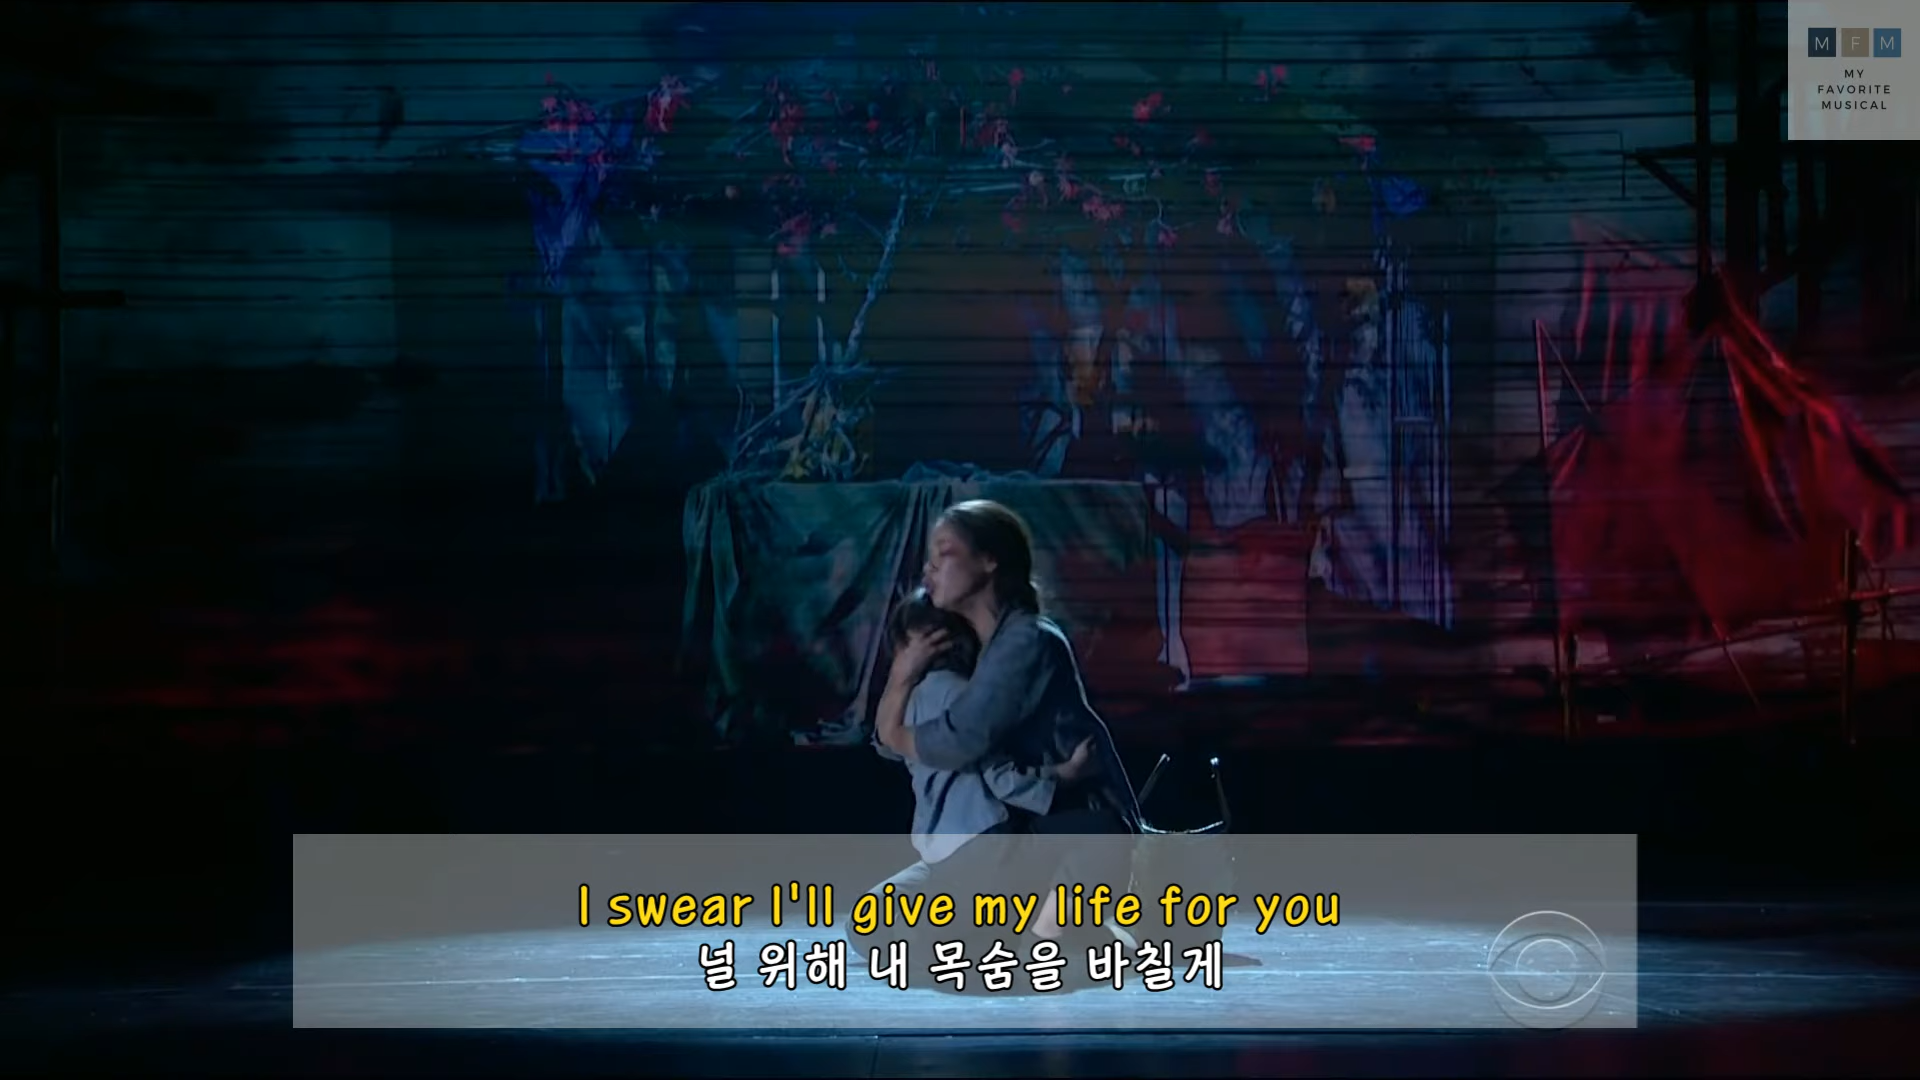 M F M
MY
FAVORITE
MUSICAL
I swear I'll give my life for you
널 위해 내 목숨을 바칠게